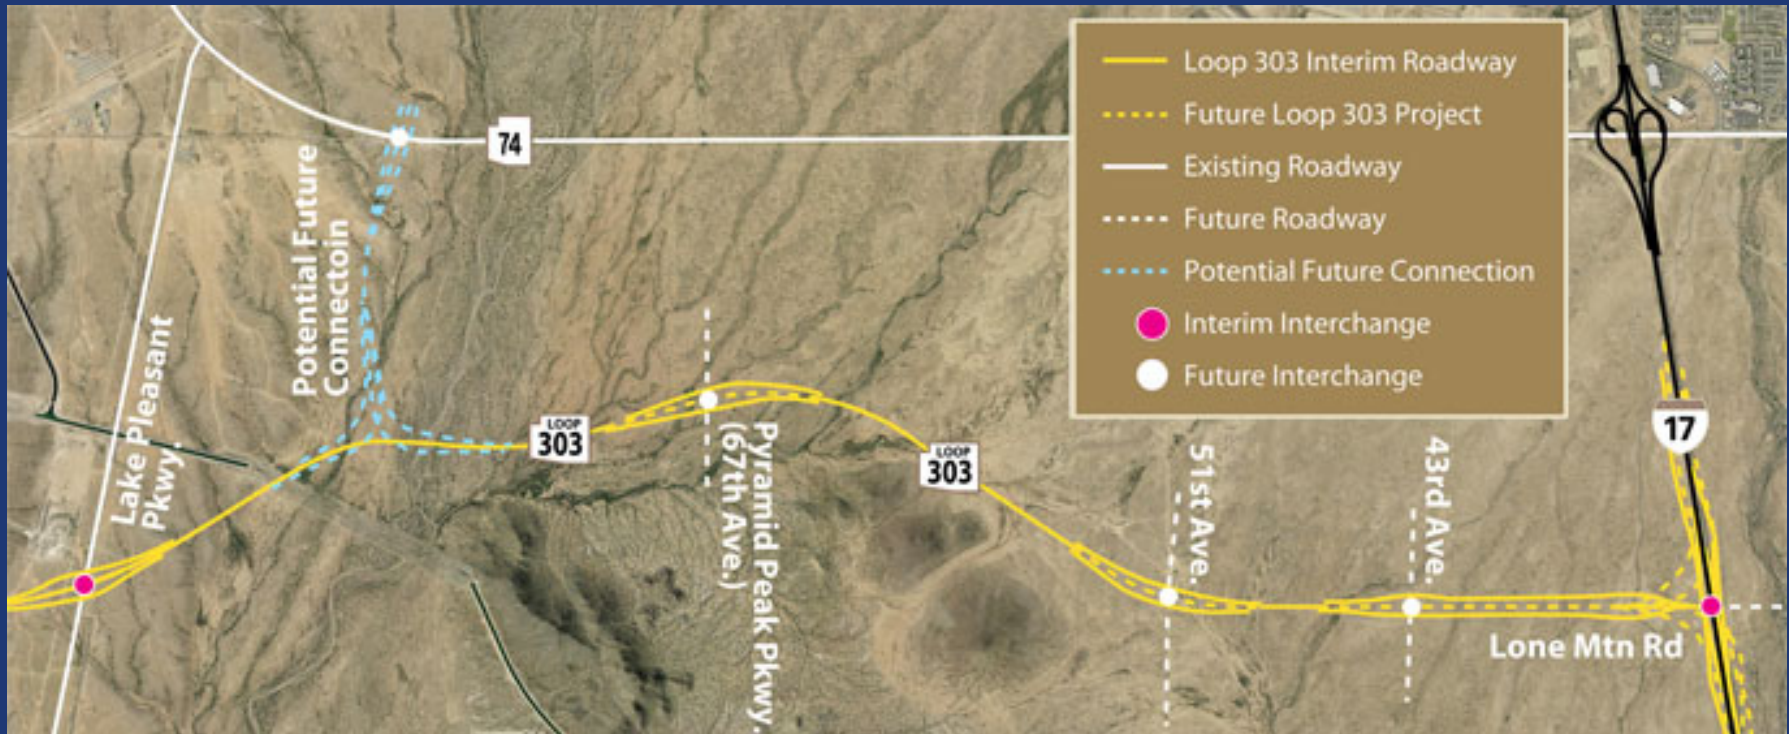 Loop 303 Interim Roadway
Future Loop 303 Project
Existing Roadway
Future Roadway
Potential Future Connection
Interim Interchange
Future Interchange
74
Potential Future
Connectoin
Lake Pleasant
Pkwy.
LOOP
303
Pyramid Peak Pkwy.
(67th Ave.)
LOOP
303
51st Ave.
43rd Ave.
17
Lone Mtn Rd